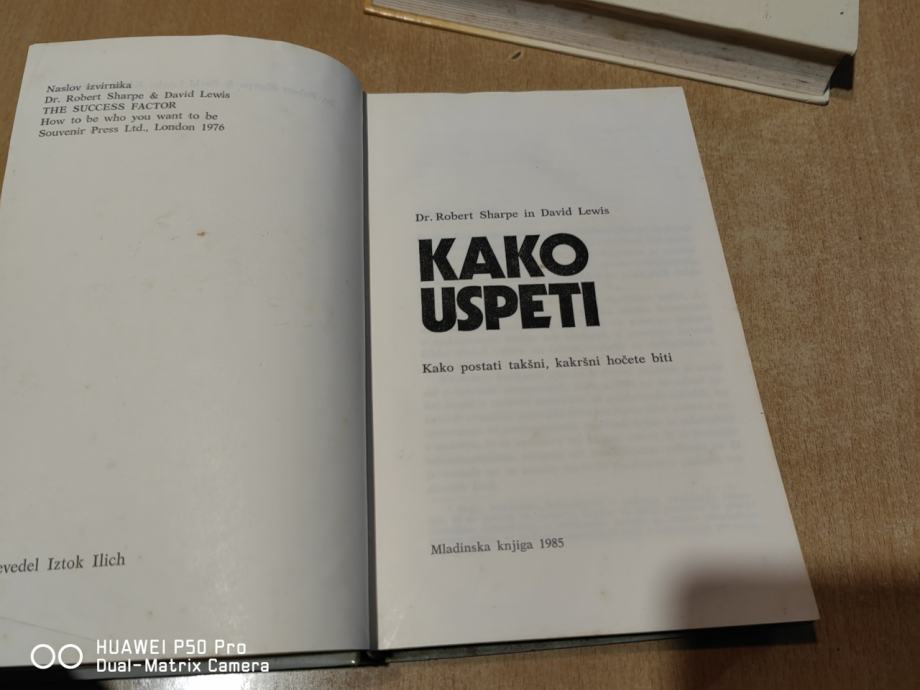 Naslov izvirnika
Dr. Robert Sharpe & David Lewis
THE SUCCESS FACTOR
How to be who you want to be
Souvenir Press Ltd., London 1976
evedel Iztok Ilich
Dr. Robert Sharpe in David Lewis
KAKO
USPETI
Kako postati takšni, kakršni hočete biti
Mladinska knjiga 1985
HUAWEI P50 Pro
Dual-Matrix Camera